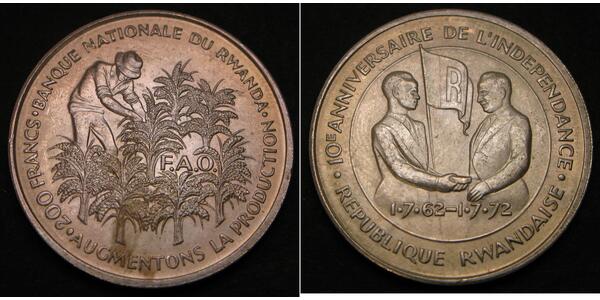 200 FRANCS · BANQUE NATIONALE DU RWANDA ·
AUGMENTONS LA PRODUCTION ·
F.A.O.
10E ANNIVERSAIRE DE L'INDEPENDANCE ·
R
1·7·62–1·7·72
REPUBLIQUE RWANDAISE ·